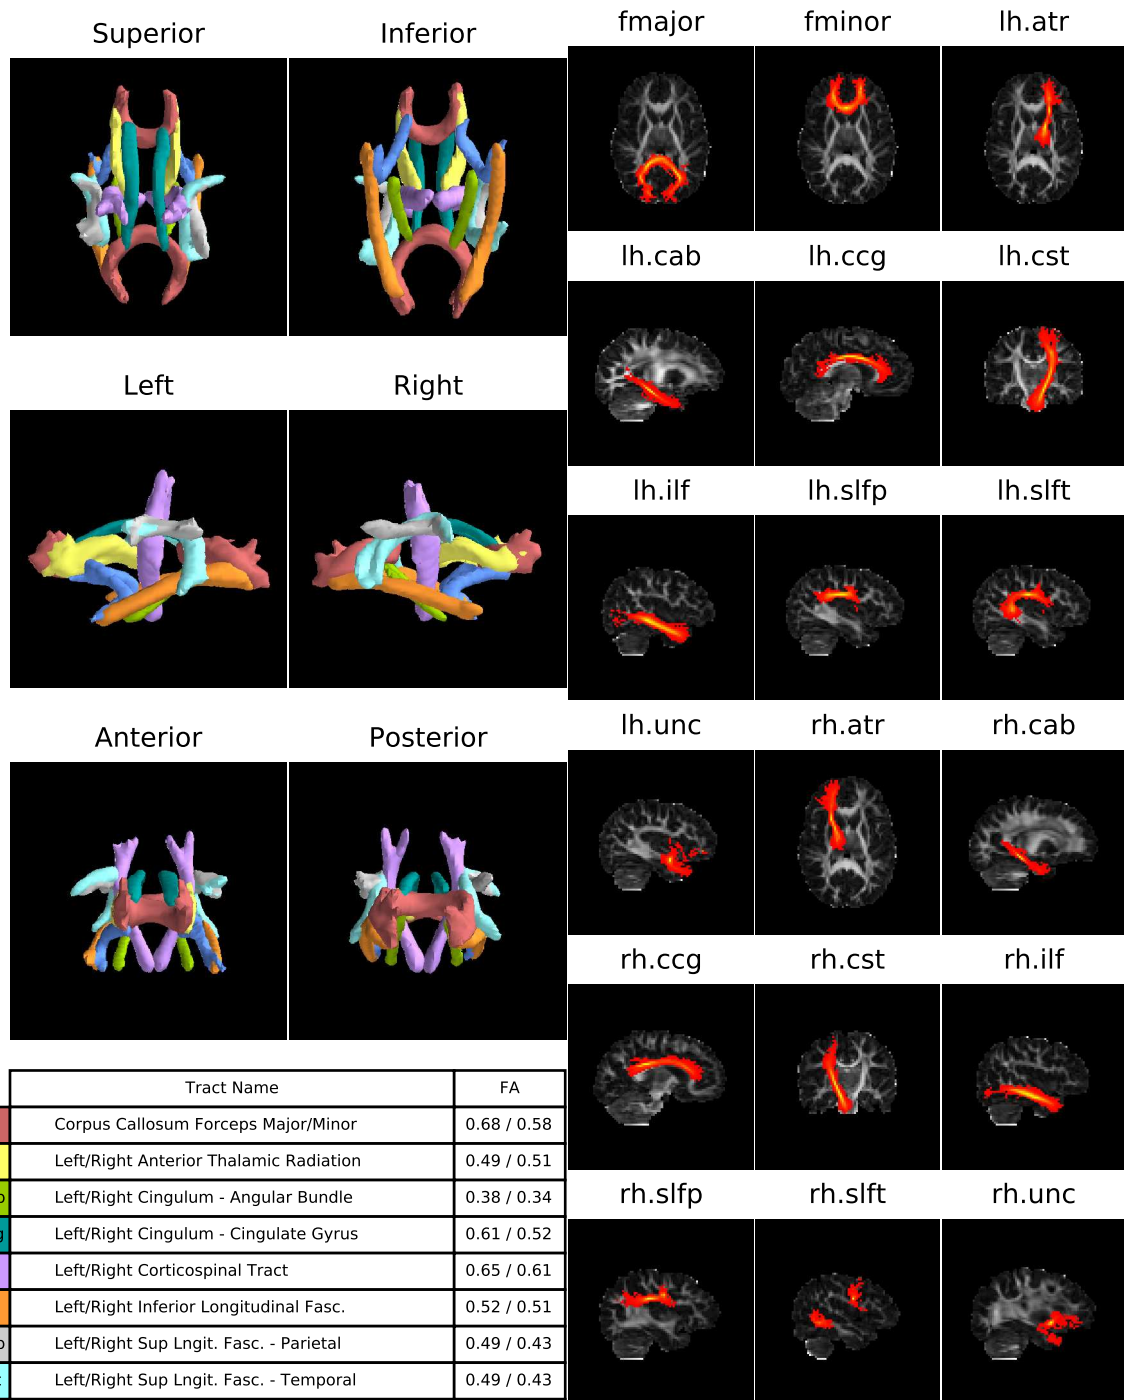 Superior
Inferior
Left
Right
Anterior
Posterior
Tract Name FA
Corpus Callosum Forceps Major/Minor 0.68 / 0.58
Left/Right Anterior Thalamic Radiation 0.49 / 0.51
Left/Right Cingulum - Angular Bundle 0.38 / 0.34
Left/Right Cingulum - Cingulate Gyrus 0.61 / 0.52
Left/Right Corticospinal Tract 0.65 / 0.61
Left/Right Inferior Longitudinal Fasc. 0.52 / 0.51
Left/Right Sup Lngit. Fasc. - Parietal 0.49 / 0.43
Left/Right Sup Lngit. Fasc. - Temporal 0.49 / 0.43
fmajor
fminor
lh.atr
lh.cab
lh.ccg
lh.cst
lh.ilf
lh.slfp
lh.slft
lh.unc
rh.atr
rh.cab
rh.ccg
rh.cst
rh.ilf
rh.slfp
rh.slft
rh.unc